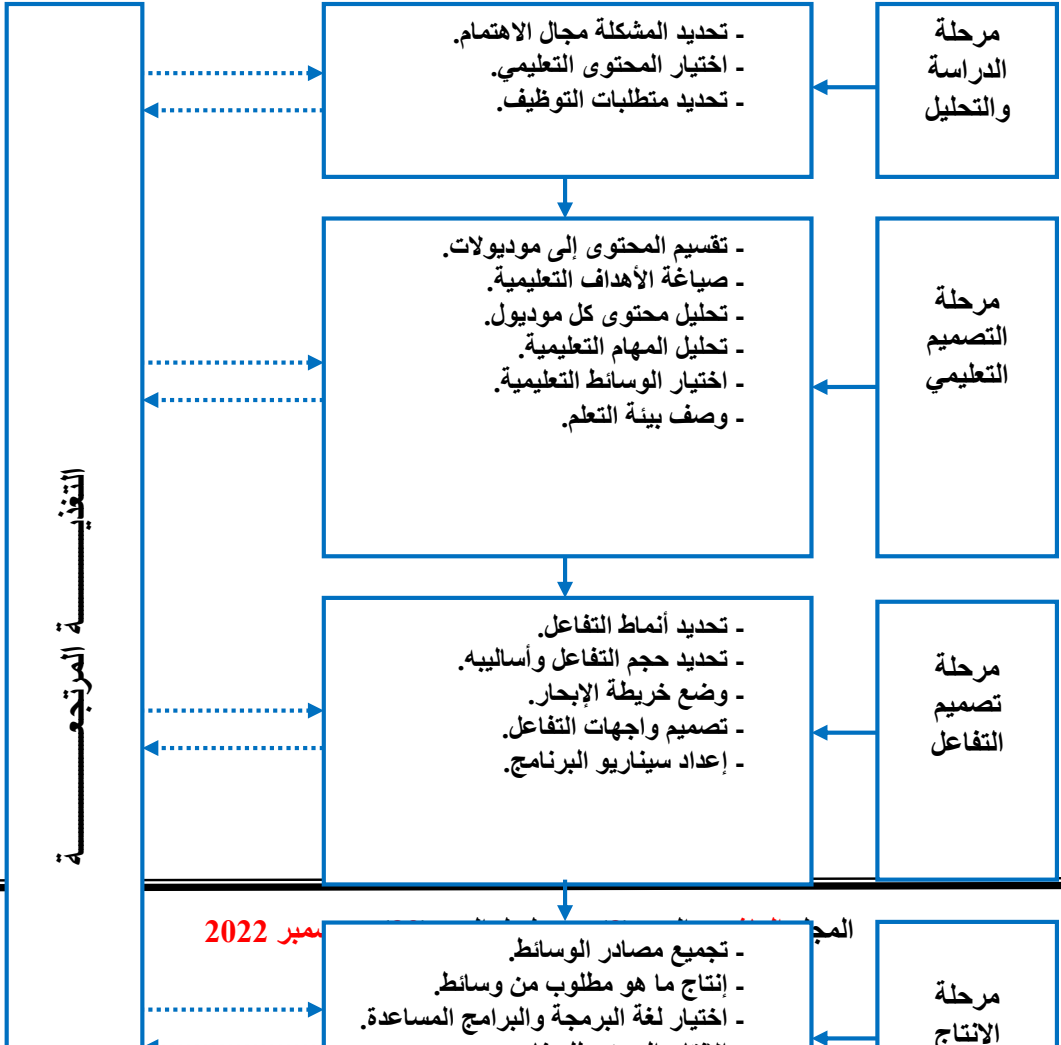 مرحلة
الدراسة
والتحليل
- تحديد المشكلة مجال الاهتمام.
- اختيار المحتوى التعليمي.
- تحديد متطلبات التوظيف.
مرحلة
التصميم
التعليمي
- تقسيم المحتوى إلى موديولات.
- صياغة الأهداف التعليمية.
- تحليل محتوى كل موديول.
- تحليل المهام التعليمية.
- اختيار الوسائط التعليمية.
- وصف بيئة التعلم.
مرحلة
تصميم
التفاعل
- تحديد أنماط التفاعل.
- تحديد حجم التفاعل وأساليبه.
- وضع خريطة الإبحار.
- تصميم واجهات التفاعل.
- إعداد سيناريو البرنامج.
التغذيــــــــة المرتجعــــــــة
2022
مرحلة
الإنتاج
- تجميع مصادر الوسائط.
- إنتاج ما هو مطلوب من وسائط.
- اختيار لغة البرمجة والبرامج المساعدة.